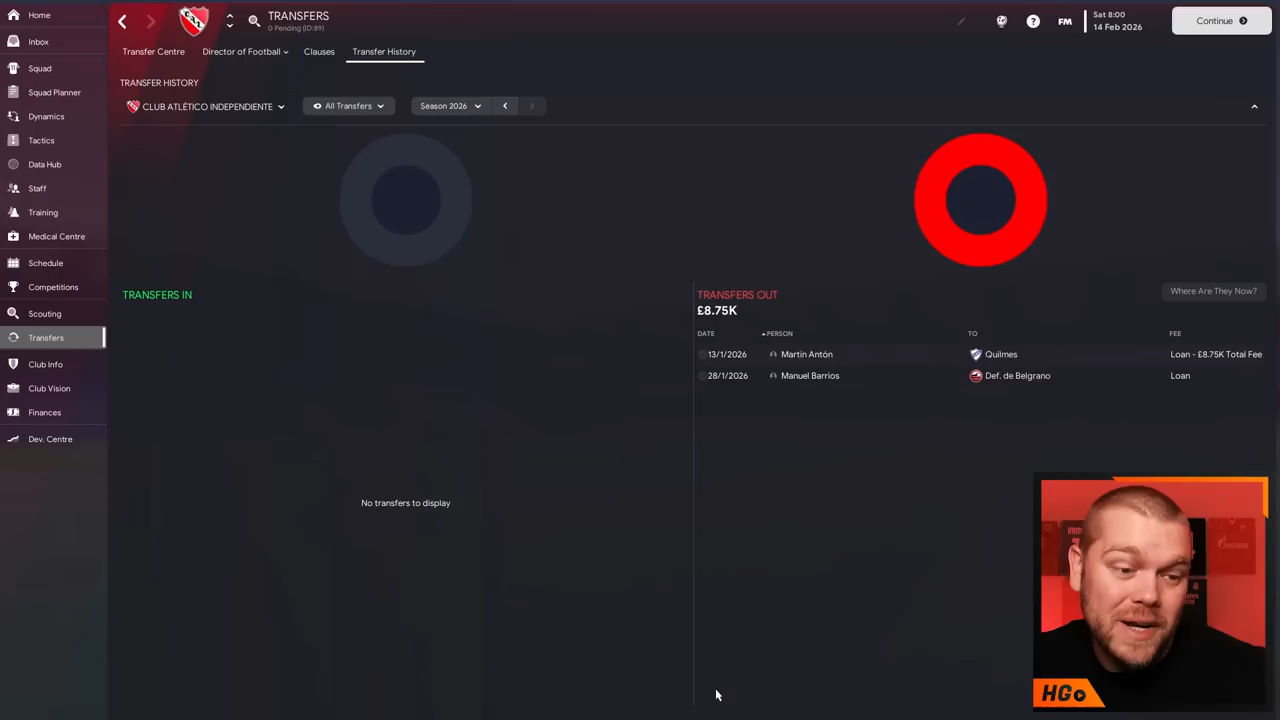 Home
Inbox
Squad
Squad Planner
Dynamics
Tactics
Data Hub
Staff
Training
Medical Centre
Schedule
Competitions
Scouting
Transfers
Club Info
Club Vision
Finances
Dev. Centre
TRANSFERS
0 Pending (ID:89)
?
FM
Sat 8:00
14 Feb 2026
Continue
Transfer Centre
Director of Football
Clauses
Transfer History
TRANSFER HISTORY
CLUB ATLÉTICO INDEPENDIENTE
All Transfers
Season 2026
TRANSFERS IN
No transfers to display
TRANSFERS OUT
£8.75K
Where Are They Now?
DATE PERSON TO FEE
13/1/2026 Martín Antón Quilmes Loan - £8.75K Total Fee
28/1/2026 Manuel Barrios Def. de Belgrano Loan
HG